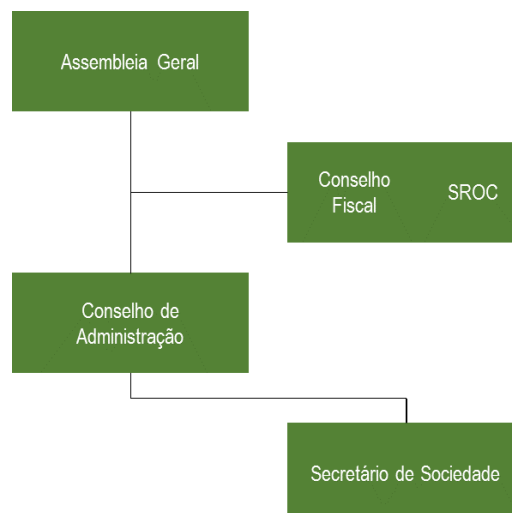 Assembleia Geral
Conselho
Fiscal
SROC
Conselho de
Administração
Secretário de Sociedade